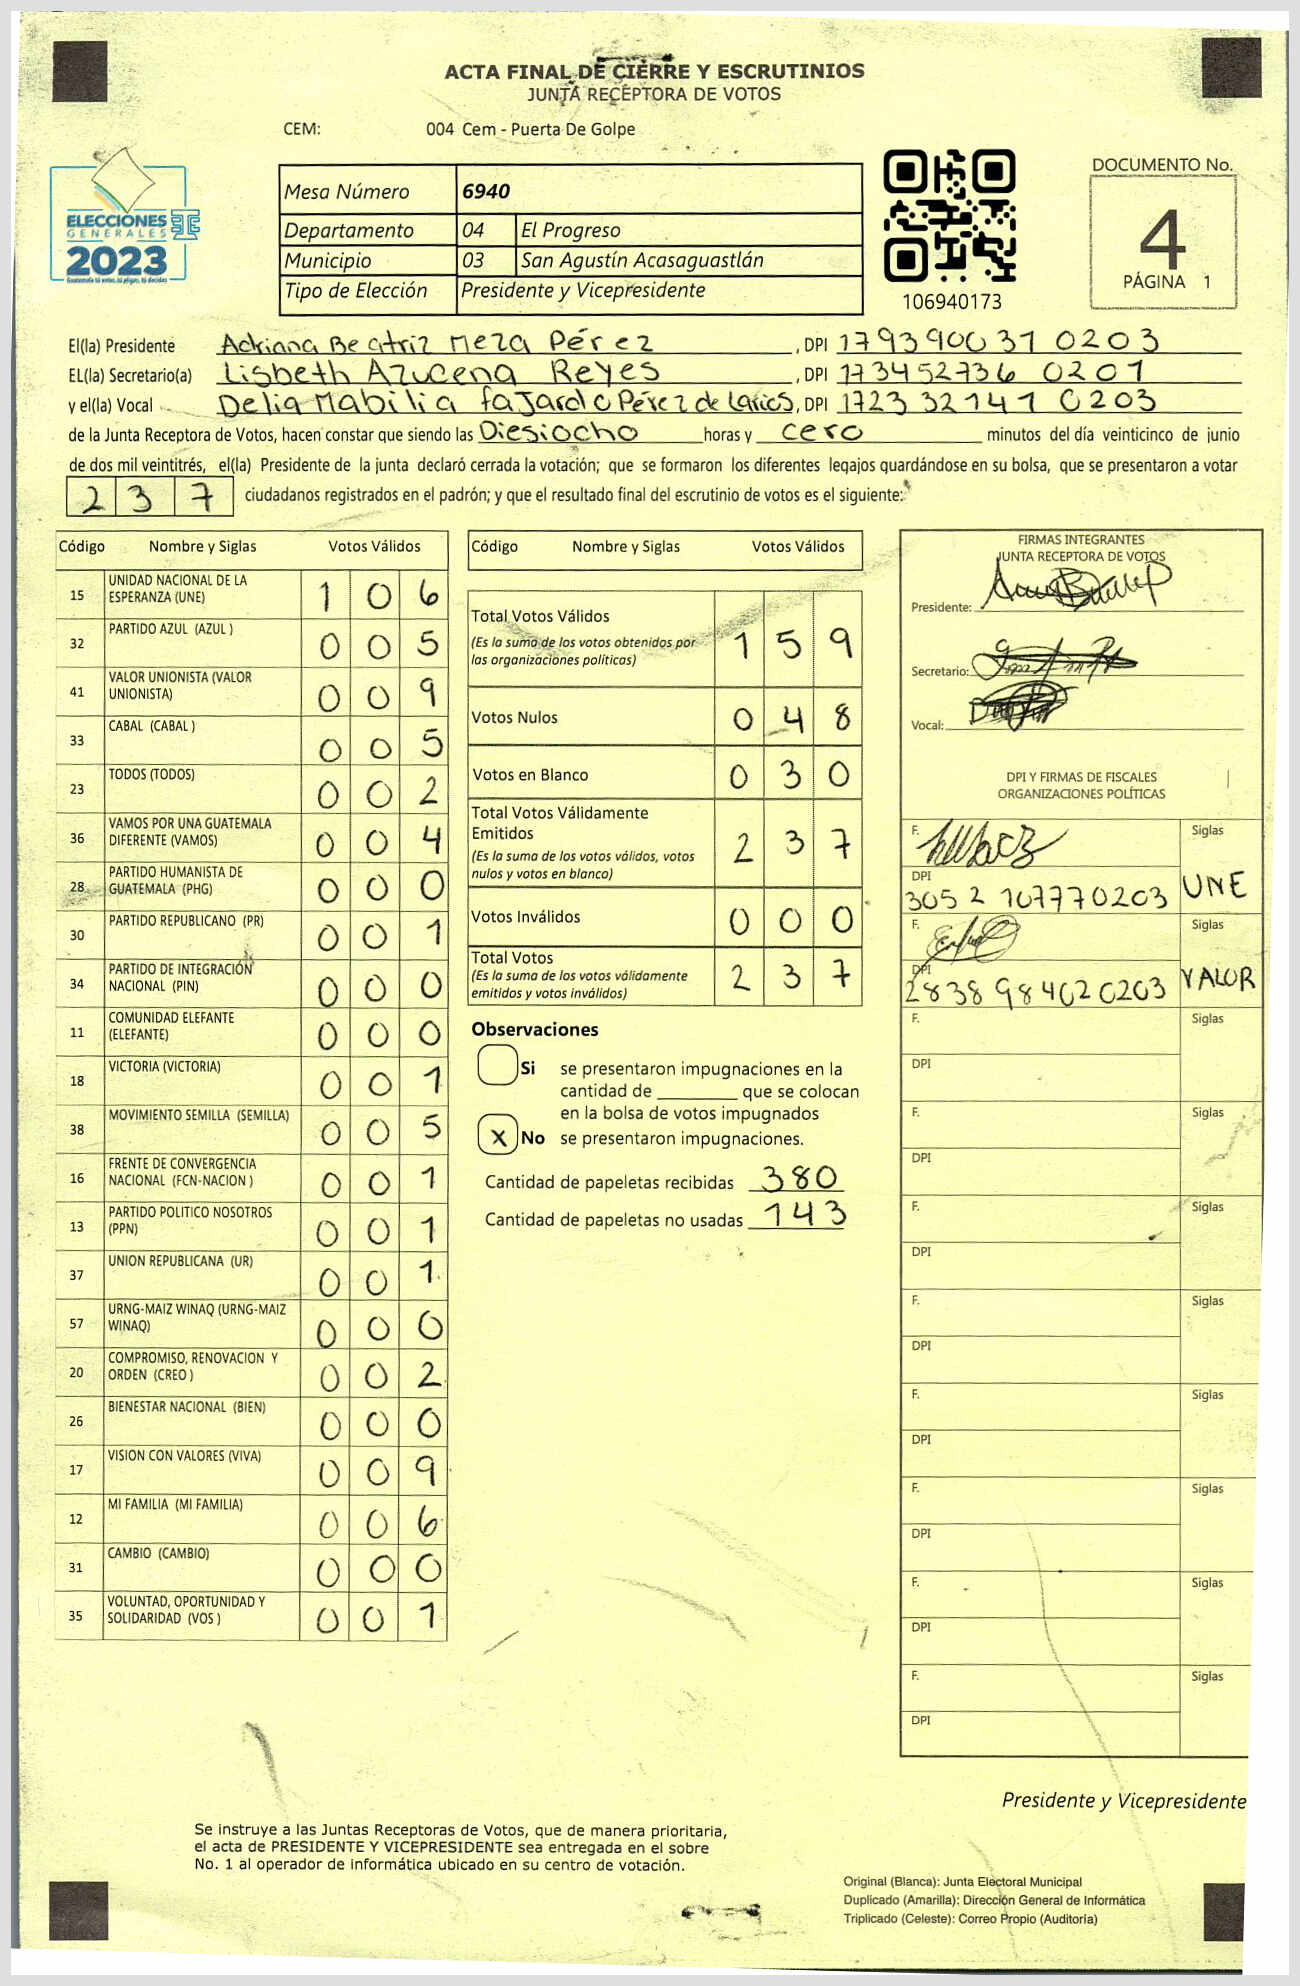 ACTA FINAL DE CIERRE Y ESCRUTINIOS
JUNTA RECEPTORA DE VOTOS
CEM: 004 Cem - Puerta De Golpe
ELECCIONES
GENERALES
2023
Guatemala tú votas, tú eliges, tú decides
Mesa Número 6940
Departamento 04 El Progreso
Municipio 03 San Agustín Acasaguastlán
Tipo de Elección Presidente y Vicepresidente
106940173
DOCUMENTO No.
4
PÁGINA 1
El(la) Presidente Adriana Beatriz Meza Pérez, DPI 179390031 0203
EL(la) Secretario(a) Lisbeth Azucena Reyes, DPI 173452736 0201
y el(la) Vocal Delia Mabilia fajardo Pérez de Larios, DPI 172332141 0203
de la Junta Receptora de Votos, hacen constar que siendo las Diesiocho horas y cero minutos del día veinticinco de junio
de dos mil veintitrés, el(la) Presidente de la junta declaró cerrada la votación; que se formaron los diferentes legajos quardándose en su bolsa, que se presentaron a votar
237 ciudadanos registrados en el padrón; y que el resultado final del escrutinio de votos es el siguiente:
Código Nombre y Siglas Votos Válidos
15 UNIDAD NACIONAL DE LA ESPERANZA (UNE) 1 0 6
32 PARTIDO AZUL (AZUL ) 0 0 5
41 VALOR UNIONISTA (VALOR UNIONISTA) 0 0 9
33 CABAL (CABAL ) 0 0 5
23 TODOS (TODOS) 0 0 2
36 VAMOS POR UNA GUATEMALA DIFERENTE (VAMOS) 0 0 4
28 PARTIDO HUMANISTA DE GUATEMALA (PHG) 0 0 0
30 PARTIDO REPUBLICANO (PR) 0 0 1
34 PARTIDO DE INTEGRACIÓN NACIONAL (PIN) 0 0 0
11 COMUNIDAD ELEFANTE (ELEFANTE) 0 0 0
18 VICTORIA (VICTORIA) 0 0 1
38 MOVIMIENTO SEMILLA (SEMILLA) 0 0 5
16 FRENTE DE CONVERGENCIA NACIONAL (FCN-NACION ) 0 0 1
13 PARTIDO POLITICO NOSOTROS (PPN) 0 0 1
37 UNION REPUBLICANA (UR) 0 0 1
57 URNG-MAIZ WINAQ (URNG-MAIZ WINAQ) 0 0 0
20 COMPROMISO, RENOVACION Y ORDEN (CREO ) 0 0 2
26 BIENESTAR NACIONAL (BIEN) 0 0 0
17 VISION CON VALORES (VIVA) 0 0 9
12 MI FAMILIA (MI FAMILIA) 0 0 6
31 CAMBIO (CAMBIO) 0 0 0
35 VOLUNTAD, OPORTUNIDAD Y SOLIDARIDAD (VOS ) 0 0 1
Código Nombre y Siglas Votos Válidos
Total Votos Válidos 1 5 9
(Es la suma de los votos obtenidos por
las organizaciones políticas)
Votos Nulos 0 4 8
Votos en Blanco 0 3 0
Total Votos Válidamente
Emitidos 2 3 7
(Es la suma de los votos válidos, votos
nulos y votos en blanco)
Votos Inválidos 0 0 0
Total Votos 2 3 7
(Es la suma de los votos válidamente
emitidos y votos inválidos)
Observaciones
Si se presentaron impugnaciones en la
cantidad de ________ que se colocan
en la bolsa de votos impugnados
X No se presentaron impugnaciones.
Cantidad de papeletas recibidas 380
Cantidad de papeletas no usadas 143
FIRMAS INTEGRANTES
JUNTA RECEPTORA DE VOTOS
Presidente:
Secretario:
Vocal:
DPI Y FIRMAS DE FISCALES
ORGANIZACIONES POLÍTICAS
F. Siglas
DPI
3052 107770203 UNE
F. Siglas
DPI
2838 984020203 VALOR
F. Siglas
DPI
F. Siglas
DPI
F. Siglas
DPI
F. Siglas
DPI
F. Siglas
DPI
F. Siglas
DPI
F. Siglas
DPI
F. Siglas
DPI
Presidente y Vicepresidente
Se instruye a las Juntas Receptoras de Votos, que de manera prioritaria,
el acta de PRESIDENTE Y VICEPRESIDENTE sea entregada en el sobre
No. 1 al operador de informática ubicado en su centro de votación.
Original (Blanca): Junta Electoral Municipal
Duplicado (Amarilla): Dirección General de Informática
Triplicado (Celeste): Correo Propio (Auditoría)